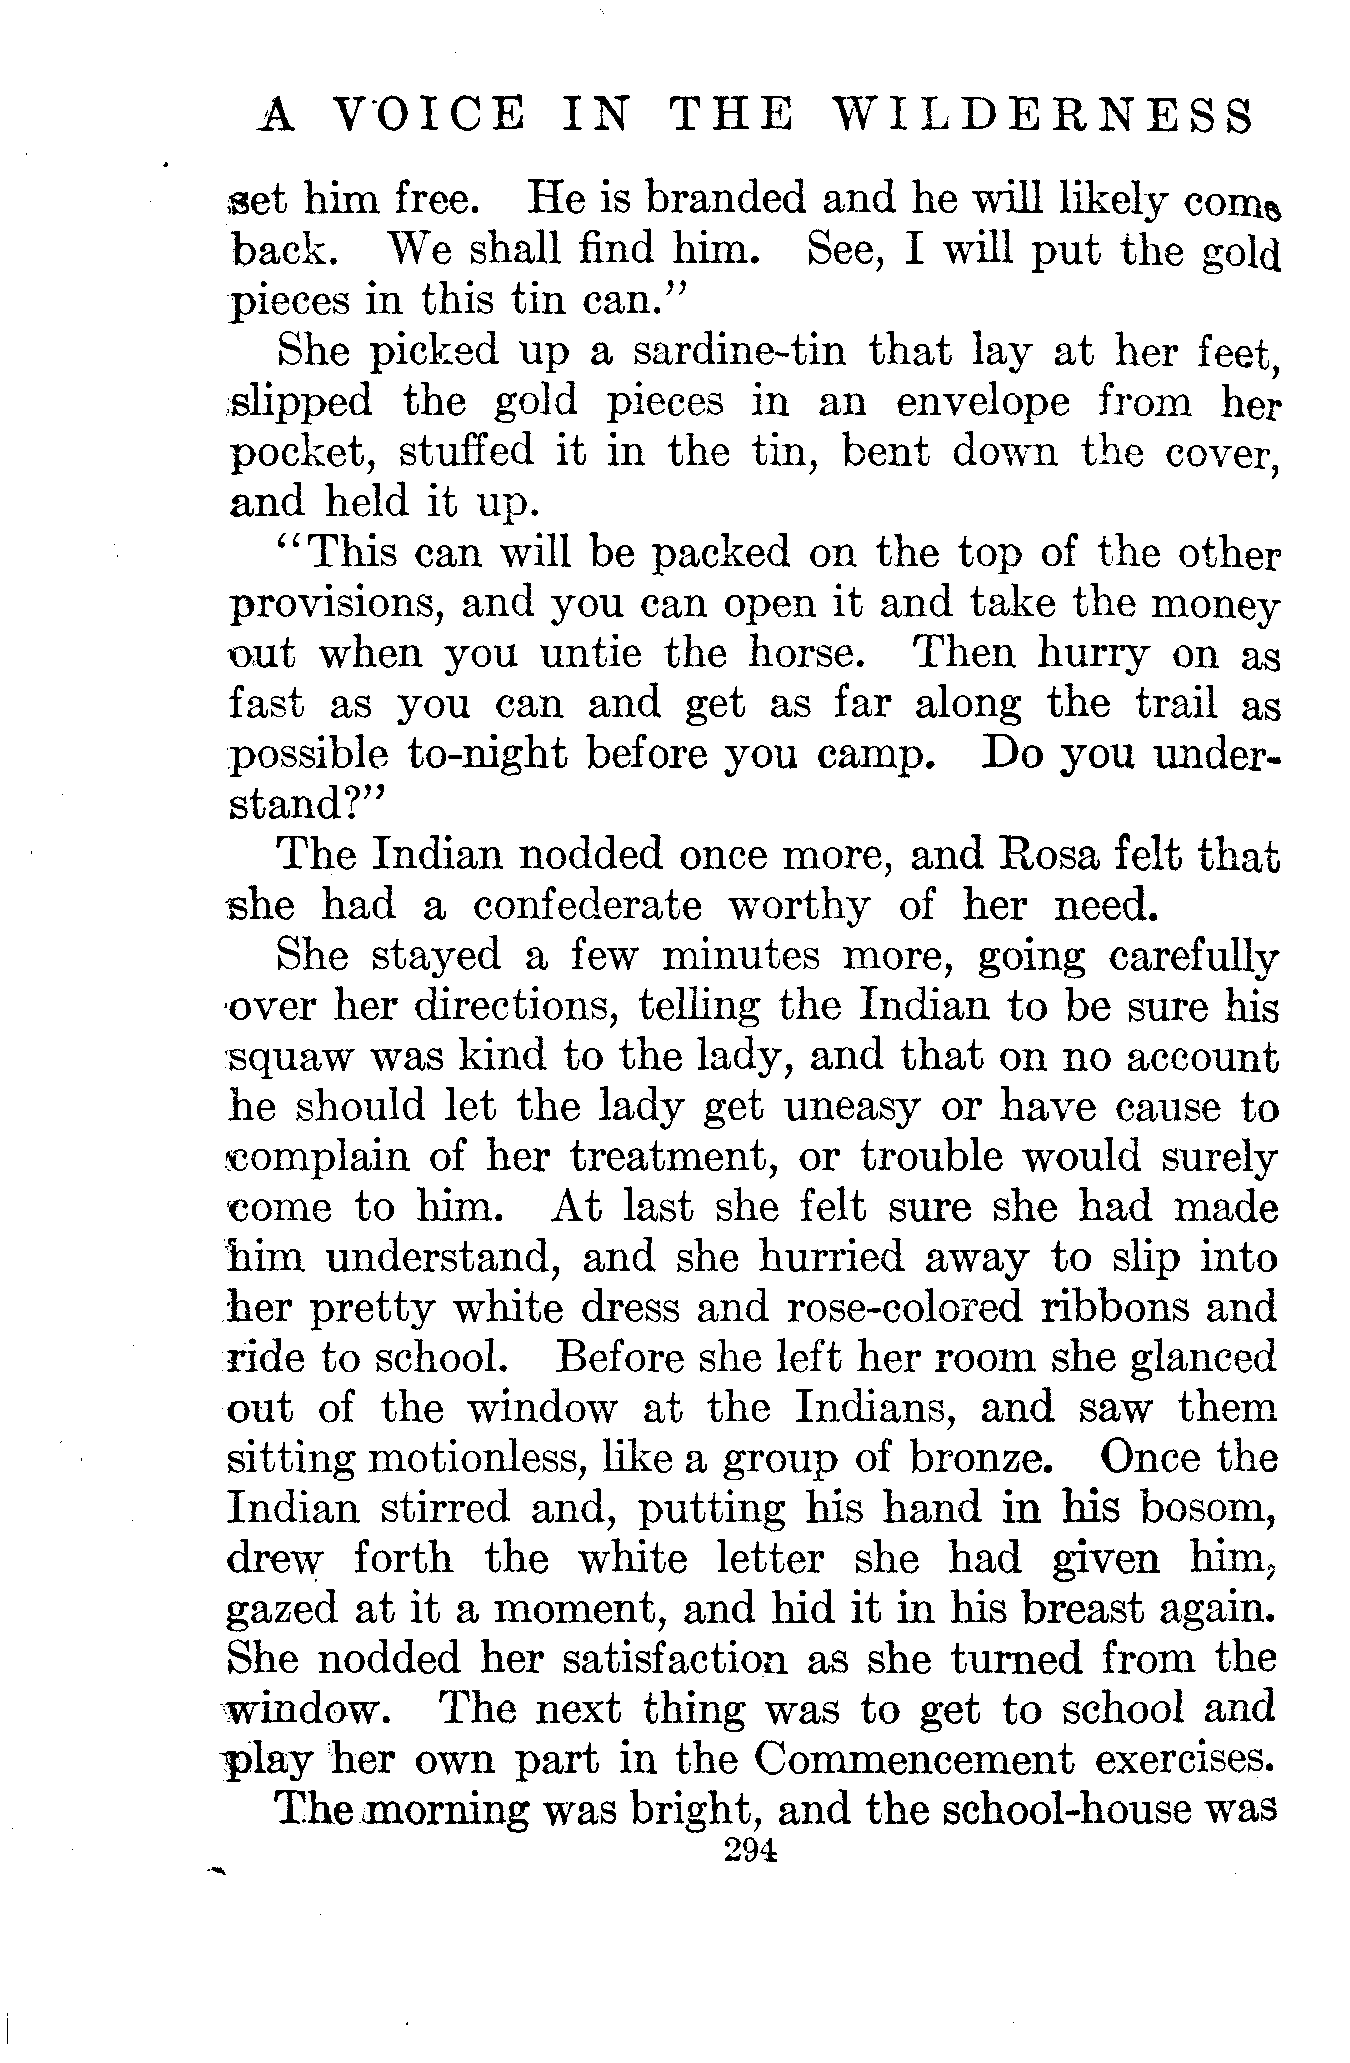 A VOICE IN THE WILDERNESS
set him free. He is branded and he will likely come
back. We shall find him. See, I will put the gold
pieces in this tin can."
She picked up a sardine-tin that lay at her feet,
slipped the gold pieces in an envelope from her
pocket, stuffed it in the tin, bent down the cover,
and held it up.
"This can will be packed on the top of the other
provisions, and you can open it and take the money
out when you untie the horse. Then hurry on as
fast as you can and get as far along the trail as
possible to-night before you camp. Do you under-
stand?"
The Indian nodded once more, and Rosa felt that
she had a confederate worthy of her need.
She stayed a few minutes more, going carefully
over her directions, telling the Indian to be sure his
squaw was kind to the lady, and that on no account
he should let the lady get uneasy or have cause to
complain of her treatment, or trouble would surely
come to him. At last she felt sure she had made
him understand, and she hurried away to slip into
her pretty white dress and rose-colored ribbons and
ride to school. Before she left her room she glanced
out of the window at the Indians, and saw them
sitting motionless, like a group of bronze. Once the
Indian stirred and, putting his hand in his bosom,
drew forth the white letter she had given him,
gazed at it a moment, and hid it in his breast again.
She nodded her satisfaction as she turned from the
window. The next thing was to get to school and
play her own part in the Commencement exercises.
The morning was bright, and the school-house was
294